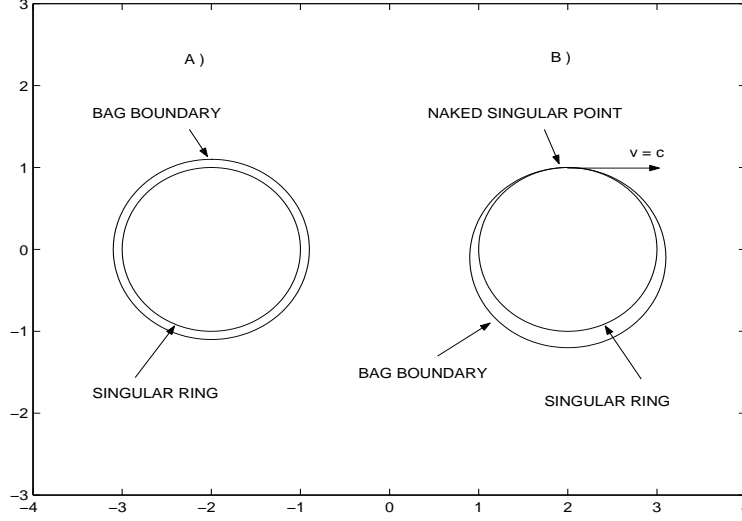 3
2
1
0
−1
−2
−3
−4
−3
−2
−1
0
1
2
3
A )
BAG BOUNDARY
SINGULAR RING
B )
NAKED SINGULAR POINT
v = c
BAG BOUNDARY
SINGULAR RING